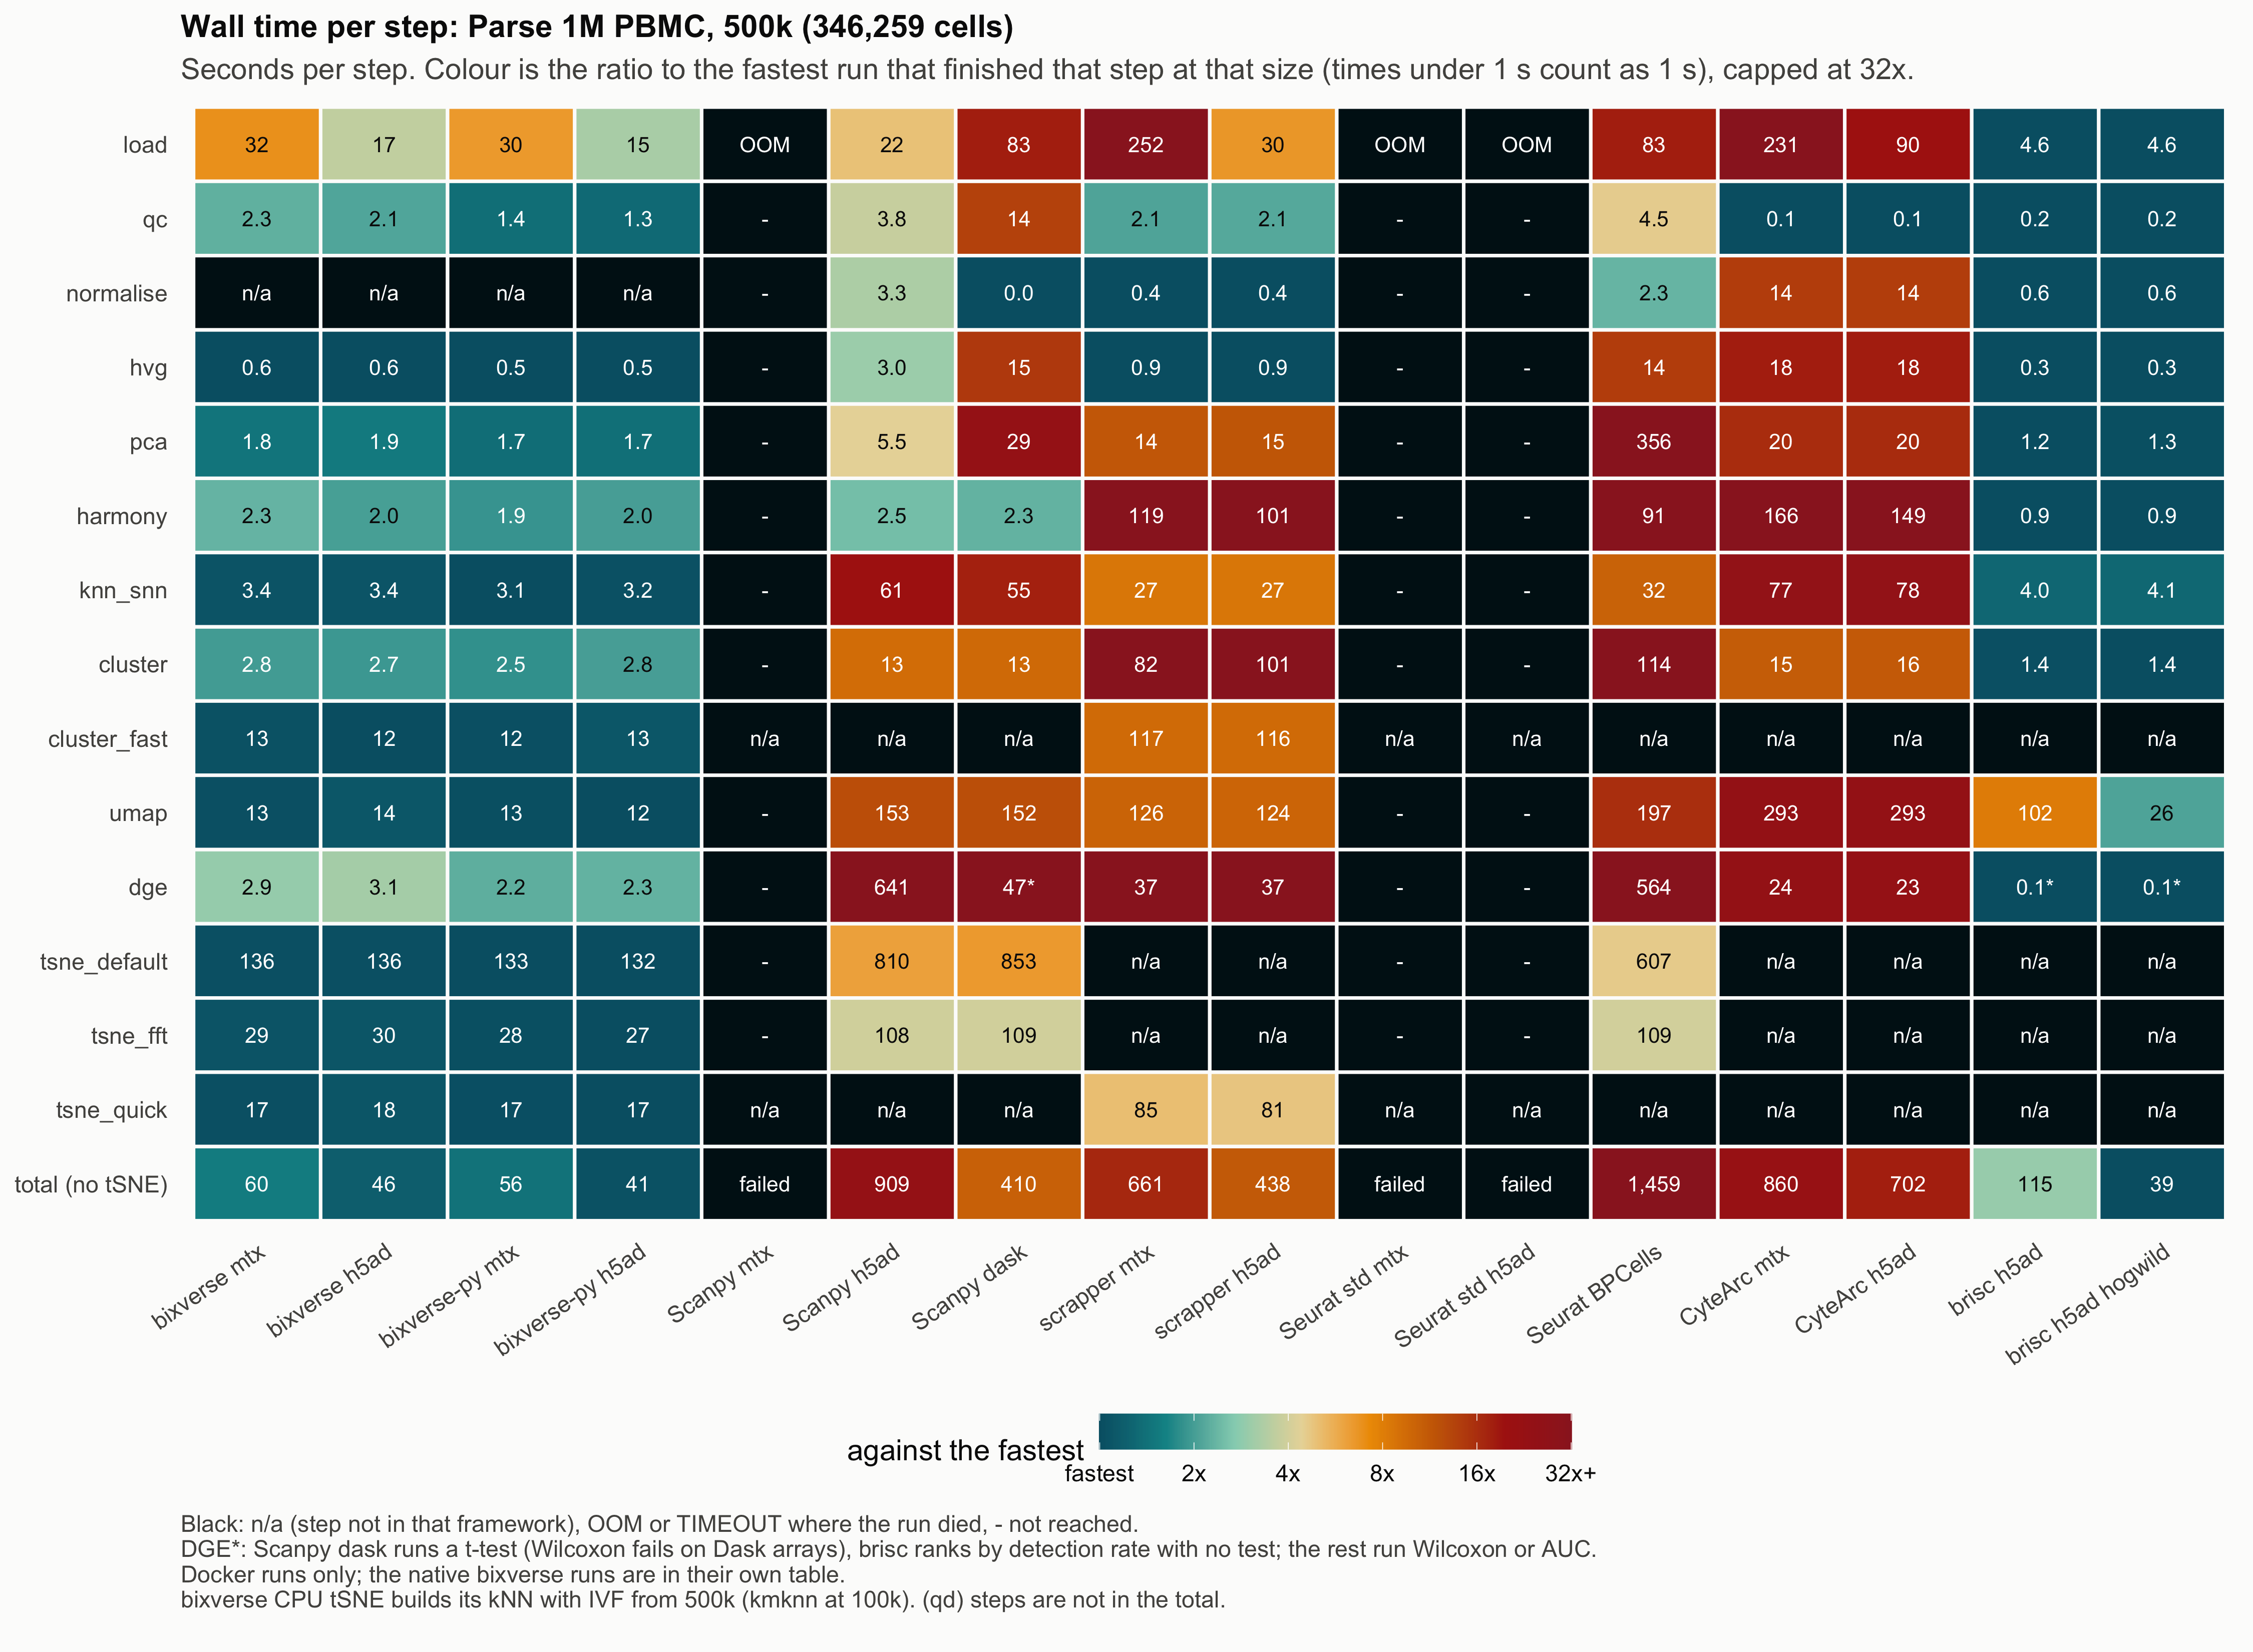 Wall time per step: Parse 1M PBMC, 500k (346,259 cells)
Seconds per step. Colour is the ratio to the fastest run that finished that step at that size (times under 1 s count as 1 s), capped at 32x.
load 32 17 30 15 OOM 22 83 252 30 OOM OOM 83 231 90 4.6 4.6
qc 2.3 2.1 1.4 1.3 - 3.8 14 2.1 2.1 - - 4.5 0.1 0.1 0.2 0.2
normalise n/a n/a n/a n/a - 3.3 0.0 0.4 0.4 - - 2.3 14 14 0.6 0.6
hvg 0.6 0.6 0.5 0.5 - 3.0 15 0.9 0.9 - - 14 18 18 0.3 0.3
pca 1.8 1.9 1.7 1.7 - 5.5 29 14 15 - - 356 20 20 1.2 1.3
harmony 2.3 2.0 1.9 2.0 - 2.5 2.3 119 101 - - 91 166 149 0.9 0.9
knn_snn 3.4 3.4 3.1 3.2 - 61 55 27 27 - - 32 77 78 4.0 4.1
cluster 2.8 2.7 2.5 2.8 - 13 13 82 101 - - 114 15 16 1.4 1.4
cluster_fast 13 12 12 13 n/a n/a n/a 117 116 n/a n/a n/a n/a n/a n/a n/a
umap 13 14 13 12 - 153 152 126 124 - - 197 293 293 102 26
dge 2.9 3.1 2.2 2.3 - 641 47* 37 37 - - 564 24 23 0.1* 0.1*
tsne_default 136 136 133 132 - 810 853 n/a n/a - - 607 n/a n/a n/a n/a
tsne_fft 29 30 28 27 - 108 109 n/a n/a - - 109 n/a n/a n/a n/a
tsne_quick 17 18 17 17 n/a n/a n/a 85 81 n/a n/a n/a n/a n/a n/a n/a
total (no tSNE) 60 46 56 41 failed 909 410 661 438 failed failed 1,459 860 702 115 39
bixverse mtx
bixverse h5ad
bixverse-py mtx
bixverse-py h5ad
Scanpy mtx
Scanpy h5ad
Scanpy dask
scrapper mtx
scrapper h5ad
Seurat std mtx
Seurat std h5ad
Seurat BPCells
CyteArc mtx
CyteArc h5ad
brisc h5ad
brisc h5ad hogwild
against the fastest
fastest 2x 4x 8x 16x 32x+
Black: n/a (step not in that framework), OOM or TIMEOUT where the run died, - not reached.
DGE*: Scanpy dask runs a t-test (Wilcoxon fails on Dask arrays), brisc ranks by detection rate with no test; the rest run Wilcoxon or AUC.
Docker runs only; the native bixverse runs are in their own table.
bixverse CPU tSNE builds its kNN with IVF from 500k (kmknn at 100k). (qd) steps are not in the total.